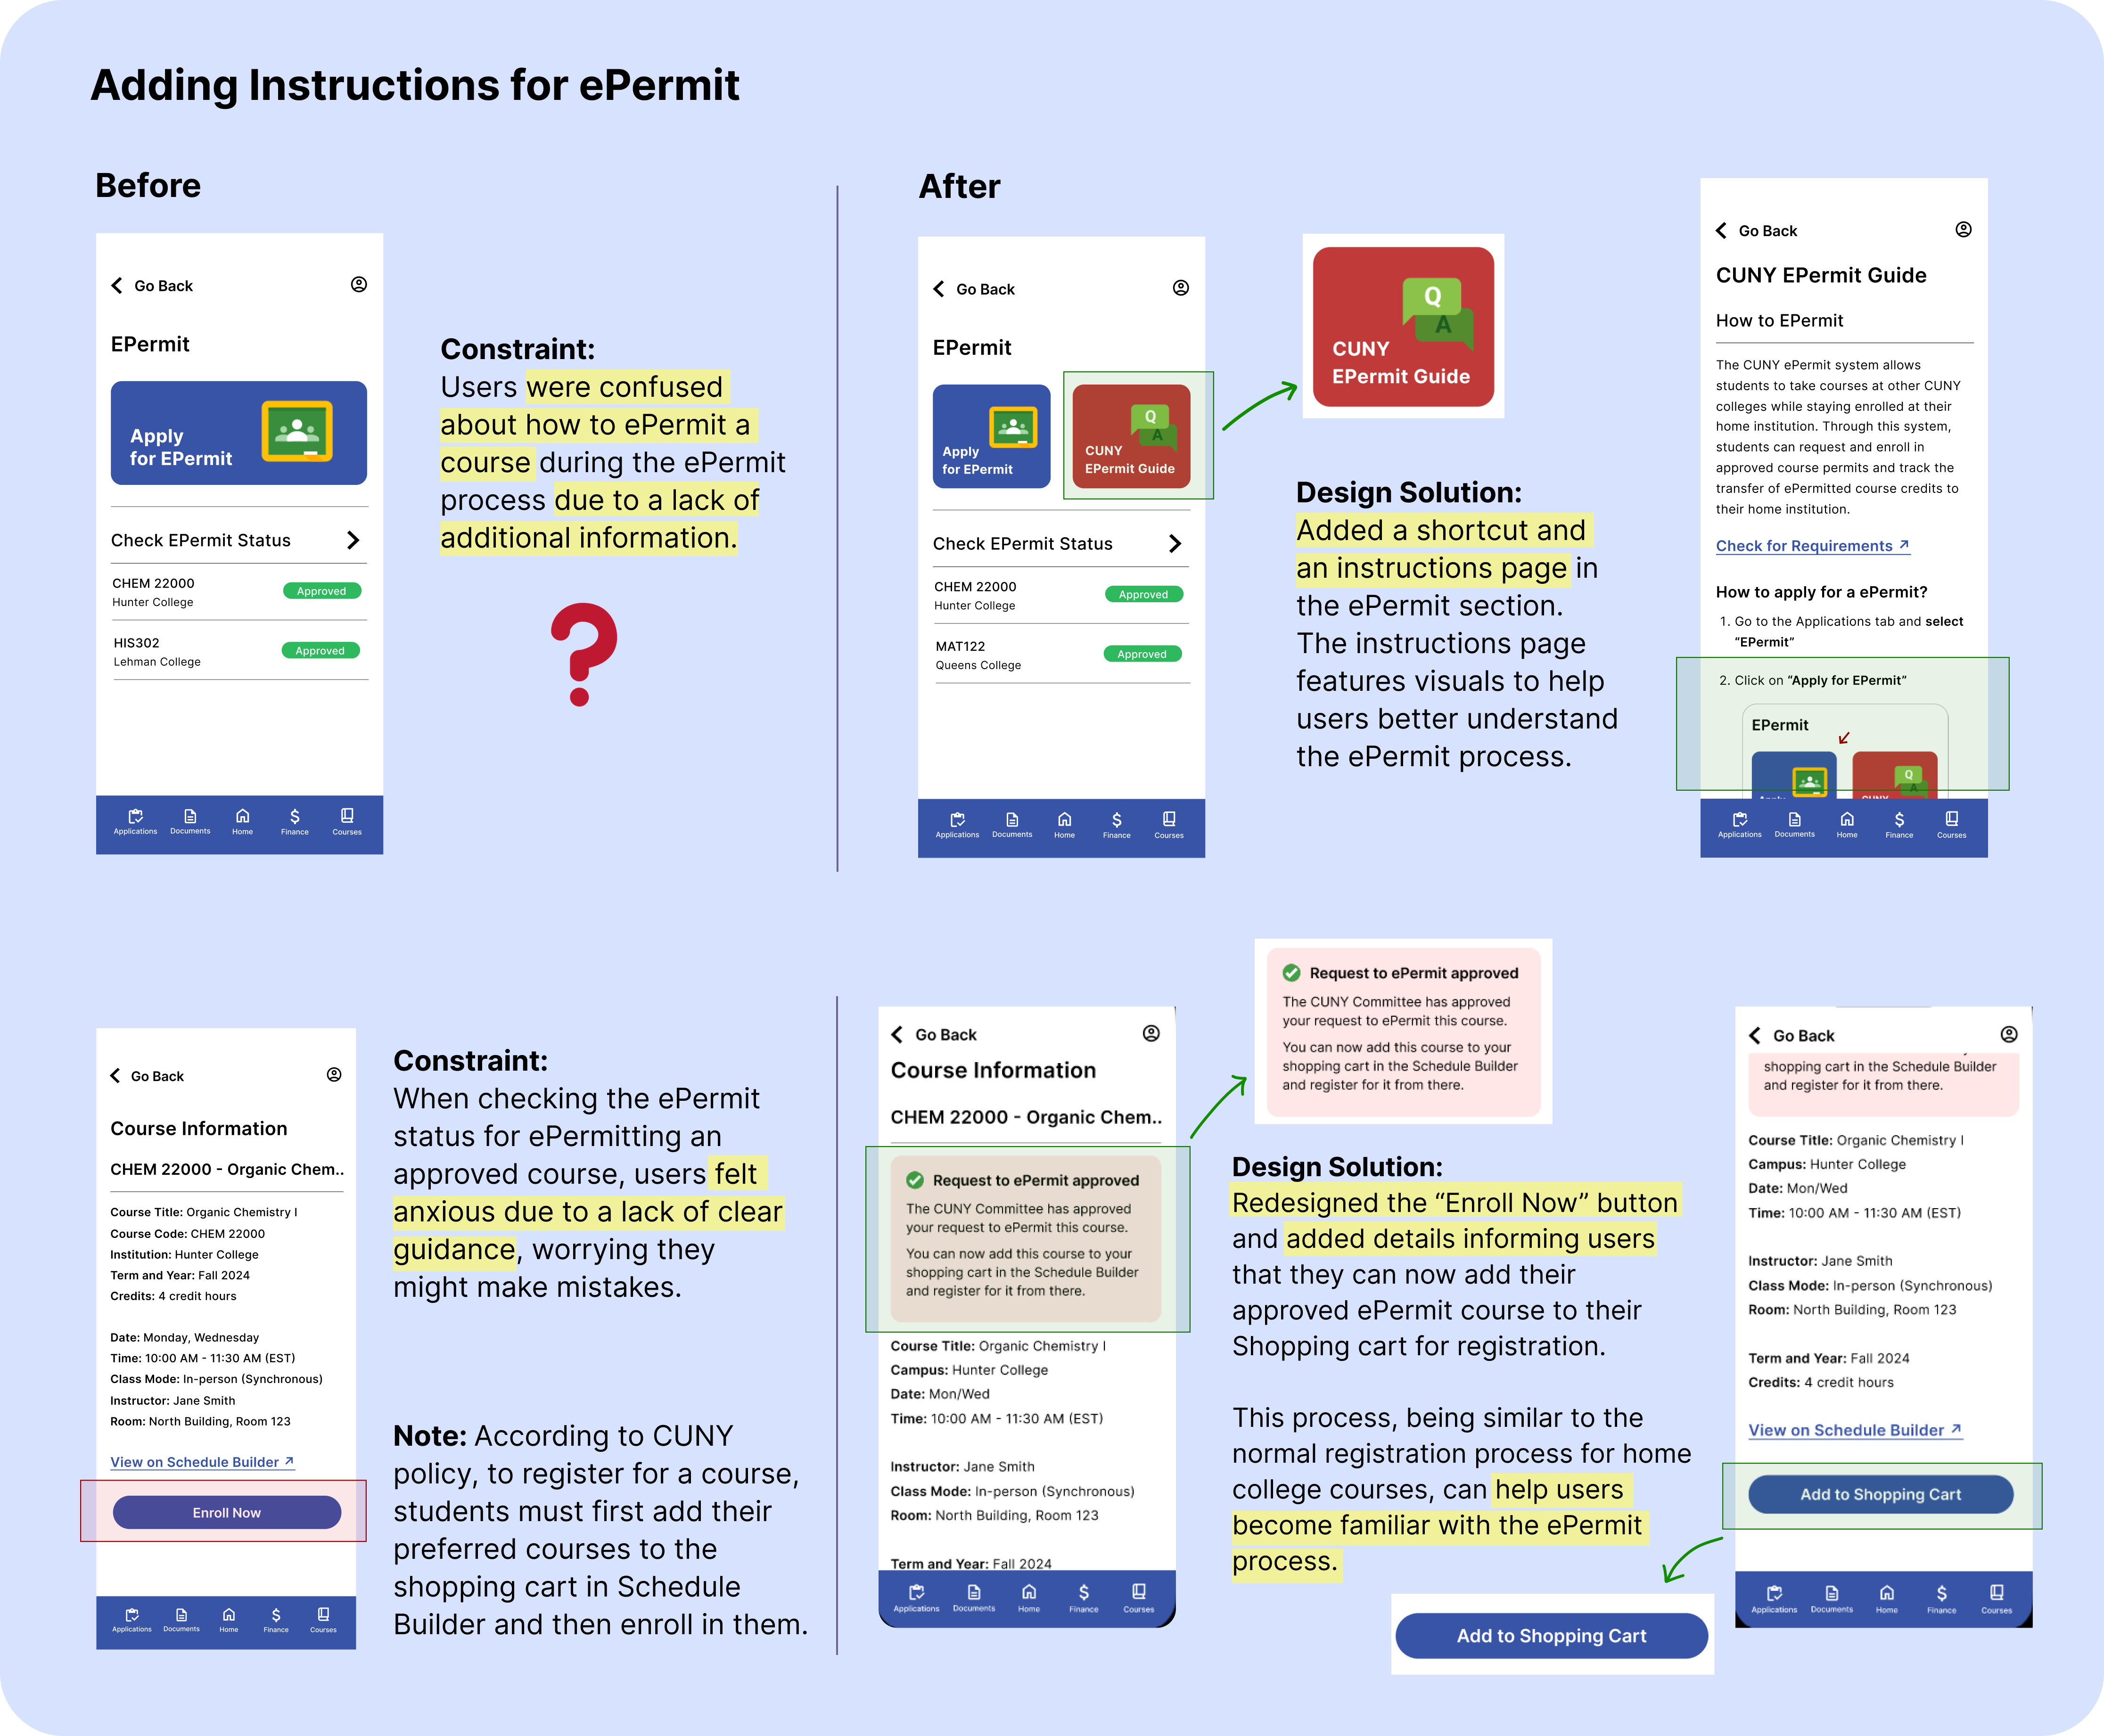 Adding Instructions for ePermit
Before
Go Back
EPermit
Apply
for EPermit
Check EPermit Status
CHEM 22000
Hunter College
Approved
HIS302
Lehman College
Approved
Applications
Documents
Home
Finance
Courses
Constraint:
Users were confused
about how to ePermit a
course during the ePermit
process due to a lack of
additional information.
?
After
Go Back
EPermit
Apply
for EPermit
Q
A
CUNY
EPermit Guide
Check EPermit Status
CHEM 22000
Hunter College
Approved
MAT122
Queens College
Approved
Applications
Documents
Home
Finance
Courses
Q
A
CUNY
EPermit Guide
Design Solution:
Added a shortcut and
an instructions page in
the ePermit section.
The instructions page
features visuals to help
users better understand
the ePermit process.
Go Back
CUNY EPermit Guide
How to EPermit
The CUNY ePermit system allows
students to take courses at other CUNY
colleges while staying enrolled at their
home institution. Through this system,
students can request and enroll in
approved course permits and track the
transfer of ePermitted course credits to
their home institution.
Check for Requirements ↗
How to apply for a ePermit?
1. Go to the Applications tab and select
“EPermit”
2. Click on “Apply for EPermit”
EPermit
Q
A
Apply
CUNY
Applications
Documents
Home
Finance
Courses
Go Back
Course Information
CHEM 22000 - Organic Chem..
Course Title: Organic Chemistry I
Course Code: CHEM 22000
Institution: Hunter College
Term and Year: Fall 2024
Credits: 4 credit hours
Date: Monday, Wednesday
Time: 10:00 AM - 11:30 AM (EST)
Class Mode: In-person (Synchronous)
Instructor: Jane Smith
Room: North Building, Room 123
View on Schedule Builder ↗
Enroll Now
Applications
Documents
Home
Finance
Courses
Constraint:
When checking the ePermit
status for ePermitting an
approved course, users felt
anxious due to a lack of clear
guidance, worrying they
might make mistakes.
Note: According to CUNY
policy, to register for a course,
students must first add their
preferred courses to the
shopping cart in Schedule
Builder and then enroll in them.
Go Back
Course Information
CHEM 22000 - Organic Chem..
Request to ePermit approved
The CUNY Committee has approved
your request to ePermit this course.
You can now add this course to your
shopping cart in the Schedule Builder
and register for it from there.
Course Title: Organic Chemistry I
Campus: Hunter College
Date: Mon/Wed
Time: 10:00 AM - 11:30 AM (EST)
Instructor: Jane Smith
Class Mode: In-person (Synchronous)
Room: North Building, Room 123
Term and Year: Fall 2024
Applications
Documents
Home
Finance
Courses
Request to ePermit approved
The CUNY Committee has approved
your request to ePermit this course.
You can now add this course to your
shopping cart in the Schedule Builder
and register for it from there.
Design Solution:
Redesigned the “Enroll Now” button
and added details informing users
that they can now add their
approved ePermit course to their
Shopping cart for registration.
This process, being similar to the
normal registration process for home
college courses, can help users
become familiar with the ePermit
process.
Go Back
shopping cart in the Schedule Builder
and register for it from there.
Course Title: Organic Chemistry I
Campus: Hunter College
Date: Mon/Wed
Time: 10:00 AM - 11:30 AM (EST)
Instructor: Jane Smith
Class Mode: In-person (Synchronous)
Room: North Building, Room 123
Term and Year: Fall 2024
Credits: 4 credit hours
View on Schedule Builder ↗
Add to Shopping Cart
Applications
Documents
Home
Finance
Courses
Add to Shopping Cart